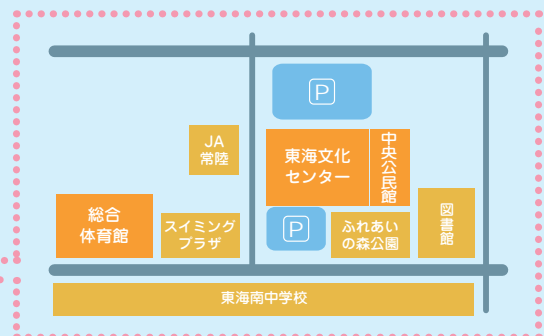 P
JA
常陸
東海文化
センター
中央公民館
総合
体育館
スイミング
プラザ
P
ふれあい
の森公園
図書館
東海南中学校